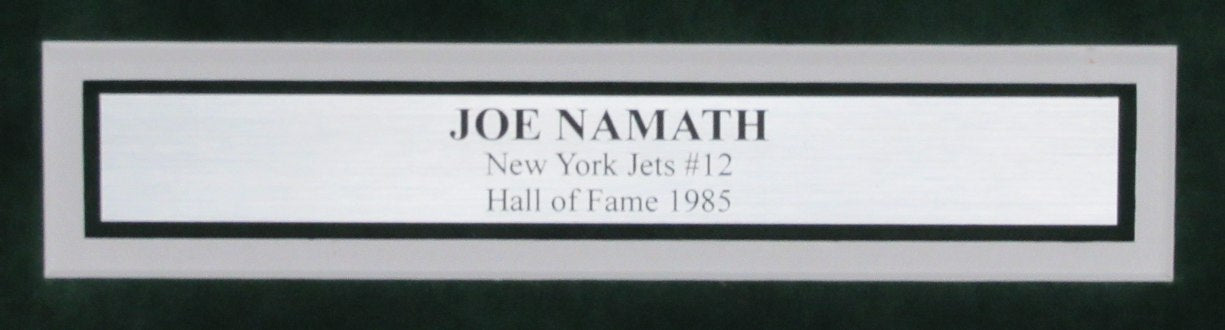 JOE NAMATH
New York Jets #12
Hall of Fame 1985